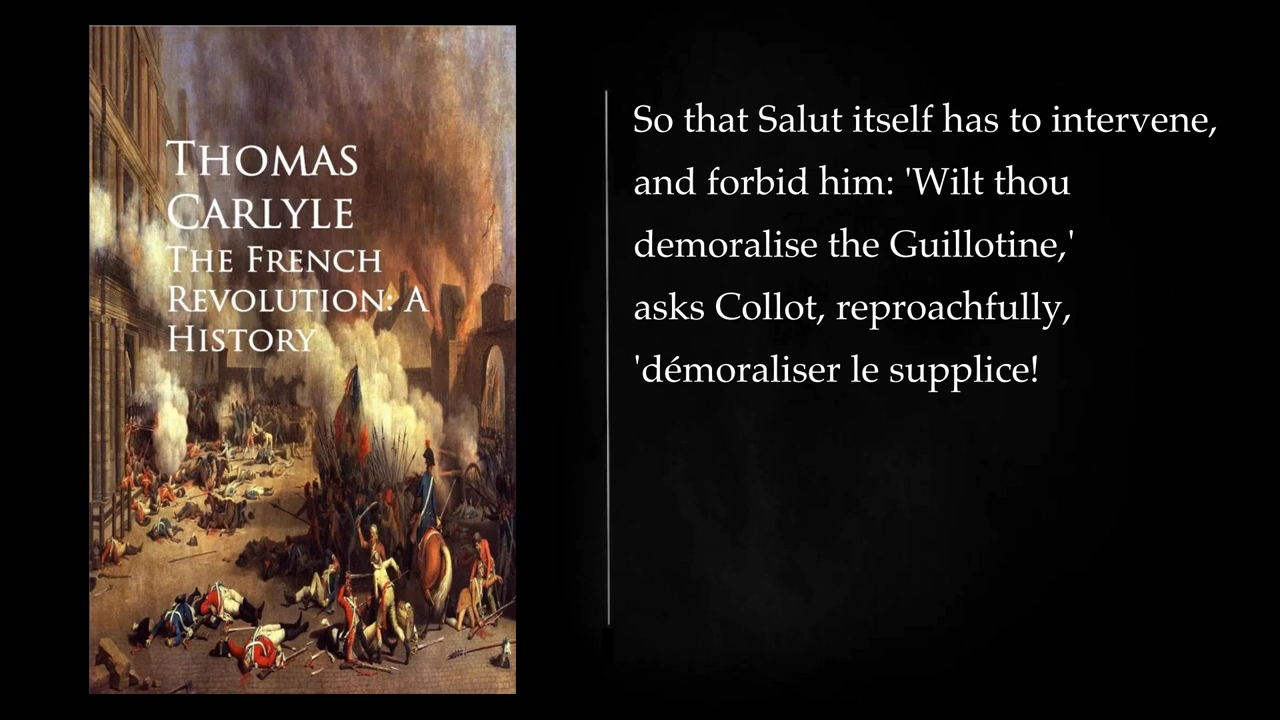 THOMAS
CARLYLE
THE FRENCH
REVOLUTION: A
HISTORY
So that Salut itself has to intervene,
and forbid him: 'Wilt thou
demoralise the Guillotine,'
asks Collot, reproachfully,
'démoraliser le supplice!